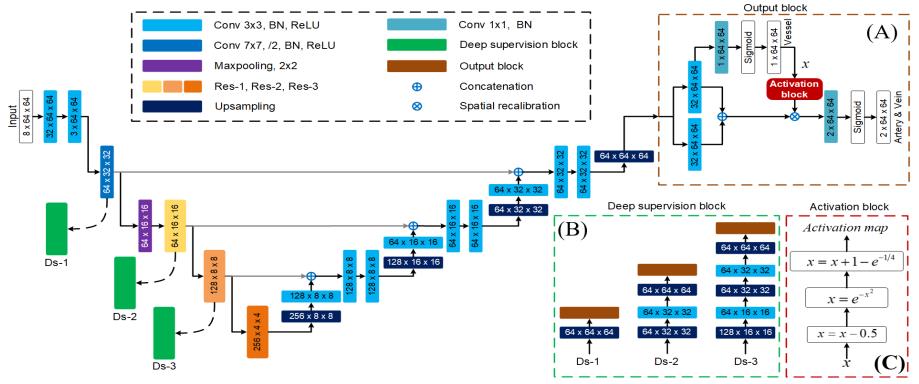 Conv 3x3, BN, ReLU
Conv 7x7, /2, BN, ReLU
Maxpooling, 2x2
Res-1, Res-2, Res-3
Upsampling
Conv 1x1, BN
Deep supervision block
Output block
Concatenation
Spatial recalibration
Input
8 x 64 x 64
32 x 64 x 64
3 x 64 x 64
64 x 32 x 32
64 x 16 x 16
64 x 16 x 16
128 x 8 x 8
256 x 4 x 4
Ds-1
Ds-2
Ds-3
256 x 8 x 8
128 x 8 x 8
128 x 8 x 8
128 x 8 x 8
128 x 16 x 16
64 x 16 x 16
64 x 16 x 16
64 x 16 x 16
64 x 32 x 32
64 x 32 x 32
64 x 32 x 32
64 x 32 x 32
64 x 64 x 64
Output block
(A)
32 x 64 x 64
32 x 64 x 64
1 x 64 x 64
Sigmoid
1 x 64 x 64
Vessel
x
Activation
block
2 x 64 x 64
Sigmoid
2 x 64 x 64
Artery & Vein
Deep supervision block
(B)
64 x 64 x 64
Ds-1
64 x 64 x 64
64 x 32 x 32
64 x 32 x 32
Ds-2
64 x 64 x 64
64 x 32 x 32
64 x 32 x 32
64 x 16 x 16
128 x 16 x 16
Ds-3
Activation block
Activation map
x = x + 1 - e^{-1/4}
x = e^{-x^2}
x = x - 0.5
x
(C)